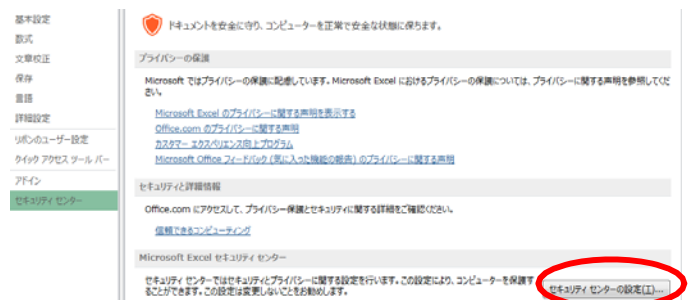 基本設定
数式
文章校正
保存
言語
詳細設定
リボンのユーザー設定
クイック アクセス ツール バー
アドイン
セキュリティ センター
ドキュメントを安全に守り、コンピューターを正常で安全な状態に保ちます。
プライバシーの保護
Microsoft ではプライバシーの保護に配慮しています。Microsoft Excel におけるプライバシーの保護については、プライバシーに関する声明を参照してくだ
さい。
Microsoft Excel のプライバシーに関する声明を表示する
Office.com のプライバシーに関する声明
カスタマー エクスペリエンス向上プログラム
Microsoft Office フィードバック (気に入った機能の報告) のプライバシーに関する声明
セキュリティと詳細情報
Office.com にアクセスして、プライバシー保護とセキュリティに関する詳細をご確認ください。
信頼できるコンピューティング
Microsoft Excel セキュリティ センター
セキュリティ センターではセキュリティとプライバシーに関する設定を行います。この設定により、コンピューターを保護す
ることができます。この設定は変更しないことをお勧めします。
セキュリティ センターの設定(T)...